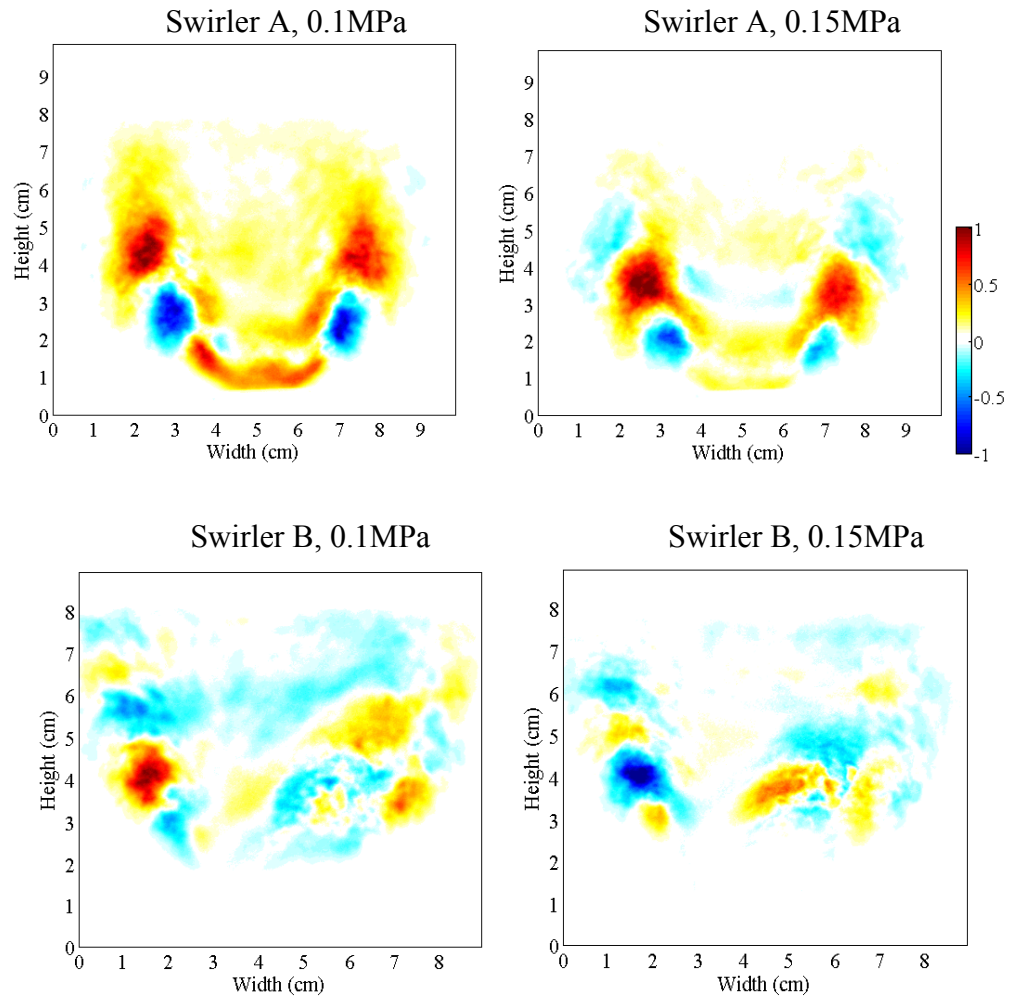 Swirler A, 0.1MPa
Swirler A, 0.15MPa
9
8
7
6
5
4
3
2
1
0
Height (cm)
0 1 2 3 4 5 6 7 8 9
Width (cm)
9
8
7
6
5
4
3
2
1
0
Height (cm)
0 1 2 3 4 5 6 7 8 9
Width (cm)
1
0.5
0
-0.5
-1
Swirler B, 0.1MPa
Swirler B, 0.15MPa
8
7
6
5
4
3
2
1
0
Height (cm)
0 1 2 3 4 5 6 7 8
Width (cm)
8
7
6
5
4
3
2
1
0
Height (cm)
0 1 2 3 4 5 6 7 8
Width (cm)